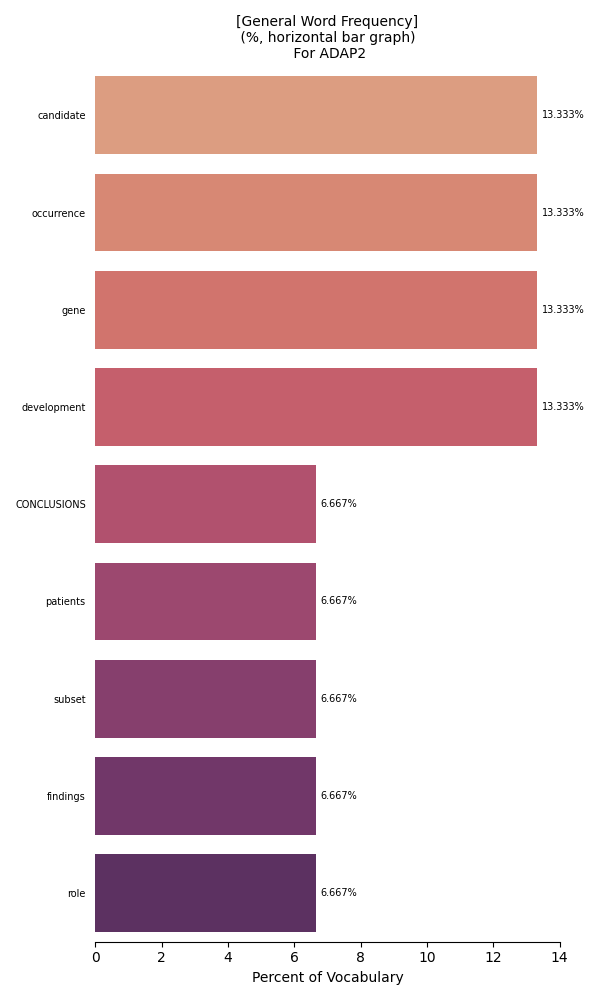 [General Word Frequency]
(%, horizontal bar graph)
For ADAP2
candidate 13.333%
occurrence 13.333%
gene 13.333%
development 13.333%
CONCLUSIONS 6.667%
patients 6.667%
subset 6.667%
findings 6.667%
role 6.667%
0 2 4 6 8 10 12 14
Percent of Vocabulary